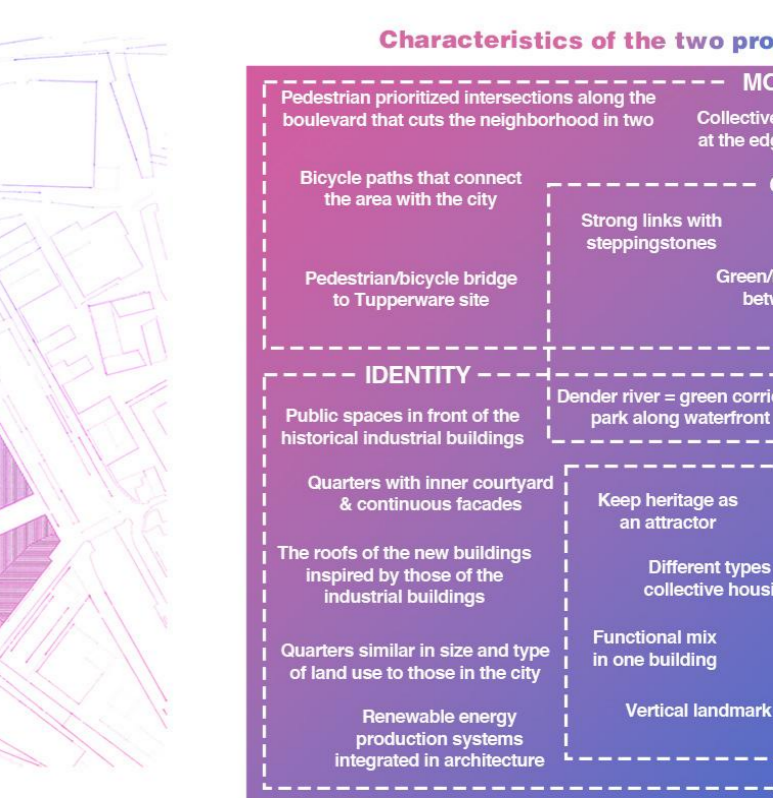 Characteristics of the two pro
MO
Pedestrian prioritized intersections along the
boulevard that cuts the neighborhood in two
Collective
at the edg
Bicycle paths that connect
the area with the city
Strong links with
steppingstones
Pedestrian/bicycle bridge
to Tupperware site
Green/
betw
IDENTITY
Public spaces in front of the
historical industrial buildings
Dender river = green corrid
park along waterfront
Quarters with inner courtyard
& continuous facades
Keep heritage as
an attractor
The roofs of the new buildings
inspired by those of the
industrial buildings
Different types
collective housi
Quarters similar in size and type
of land use to those in the city
Functional mix
in one building
Renewable energy
production systems
integrated in architecture
Vertical landmark